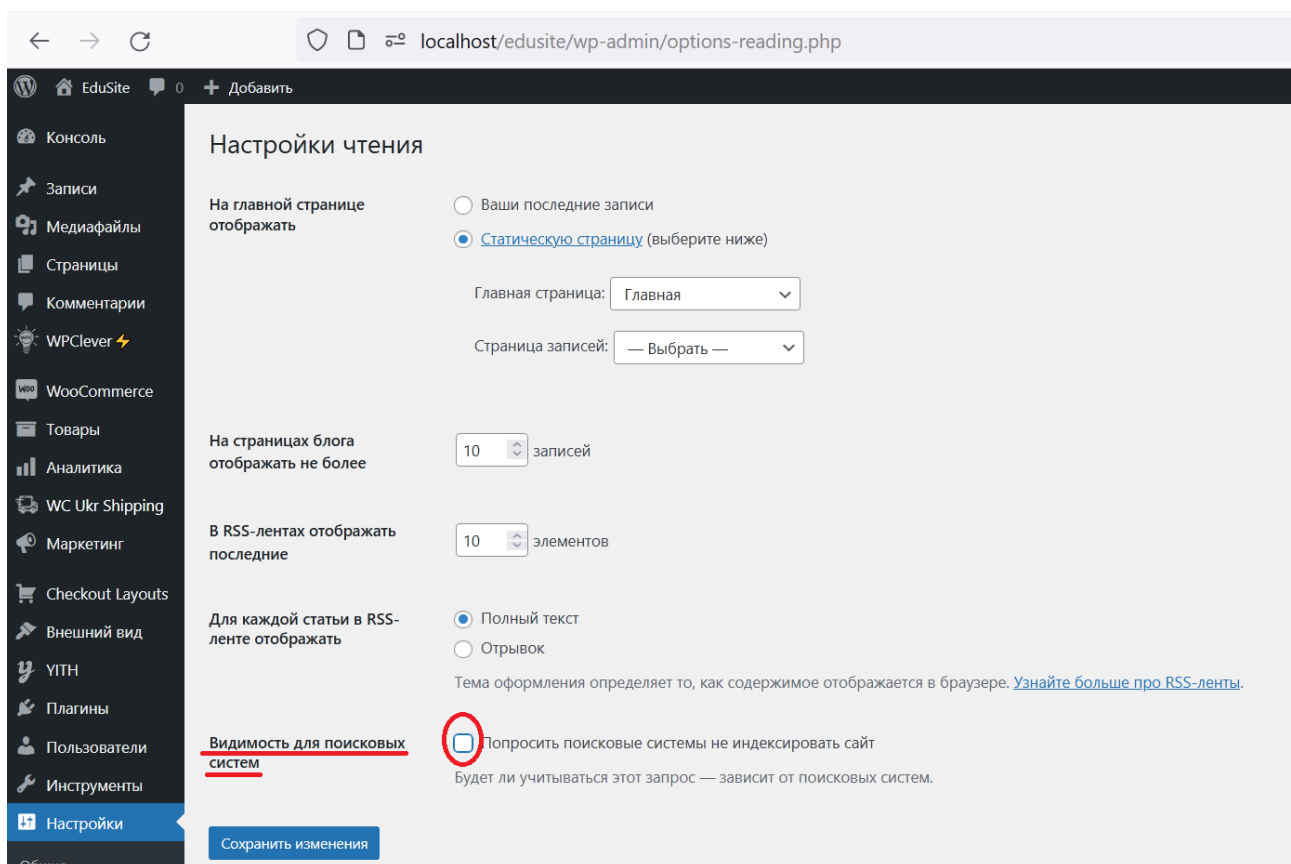 localhost/edusite/wp-admin/options-reading.php
EduSite 0 Добавить
Консоль
Записи
Медиафайлы
Страницы
Комментарии
WPClever
WooCommerce
Товары
Аналитика
WC Ukr Shipping
Маркетинг
Checkout Layouts
Внешний вид
YITH
Плагины
Пользователи
Инструменты
Настройки
Общие
Настройки чтения
На главной странице
отображать
Ваши последние записи
Статическую страницу (выберите ниже)
Главная страница: Главная
Страница записей: — Выбрать —
На страницах блога
отображать не более
10 записей
В RSS-лентах отображать
последние
10 элементов
Для каждой статьи в RSS-
ленте отображать
Полный текст
Отрывок
Тема оформления определяет то, как содержимое отображается в браузере. Узнайте больше про RSS-ленты.
Видимость для поисковых
систем
Попросить поисковые системы не индексировать сайт
Будет ли учитываться этот запрос — зависит от поисковых систем.
Сохранить изменения